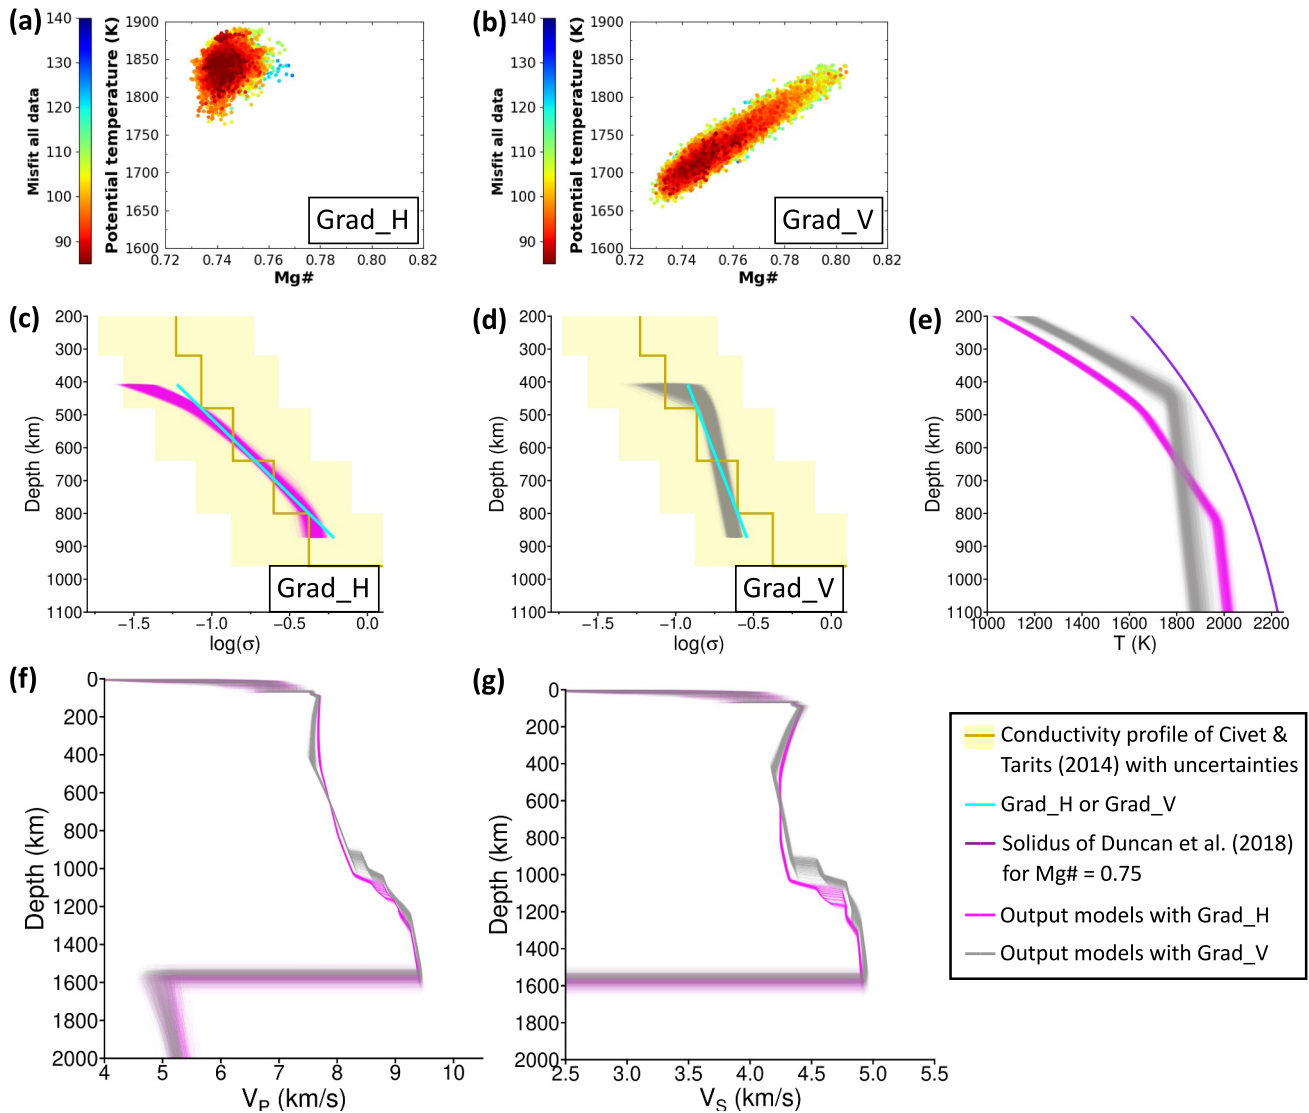 (a)
140
130
120
110
100
90
Misfit all data
Potential temperature (K)
1900
1850
1800
1750
1700
1650
1600
0.72 0.74 0.76 0.78 0.80 0.82
Mg#
Grad_H
(b)
140
130
120
110
100
90
Misfit all data
Potential temperature (K)
1900
1850
1800
1750
1700
1650
1600
0.72 0.74 0.76 0.78 0.80 0.82
Mg#
Grad_V
(c)
Depth (km)
200
300
400
500
600
700
800
900
1000
1100
−1.5 −1.0 −0.5 0.0
log(σ)
Grad_H
(d)
Depth (km)
200
300
400
500
600
700
800
900
1000
1100
−1.5 −1.0 −0.5 0.0
log(σ)
Grad_V
(e)
Depth (km)
200
300
400
500
600
700
800
900
1000
1100
1000 1200 1400 1600 1800 2000 2200
T (K)
(f)
Depth (km)
0
200
400
600
800
1000
1200
1400
1600
1800
2000
4 5 6 7 8 9 10
VP (km/s)
(g)
Depth (km)
0
200
400
600
800
1000
1200
1400
1600
1800
2000
2.5 3.0 3.5 4.0 4.5 5.0 5.5
VS (km/s)
Conductivity profile of Civet &
Tarits (2014) with uncertainties
Grad_H or Grad_V
Solidus of Duncan et al. (2018)
for Mg# = 0.75
Output models with Grad_H
Output models with Grad_V